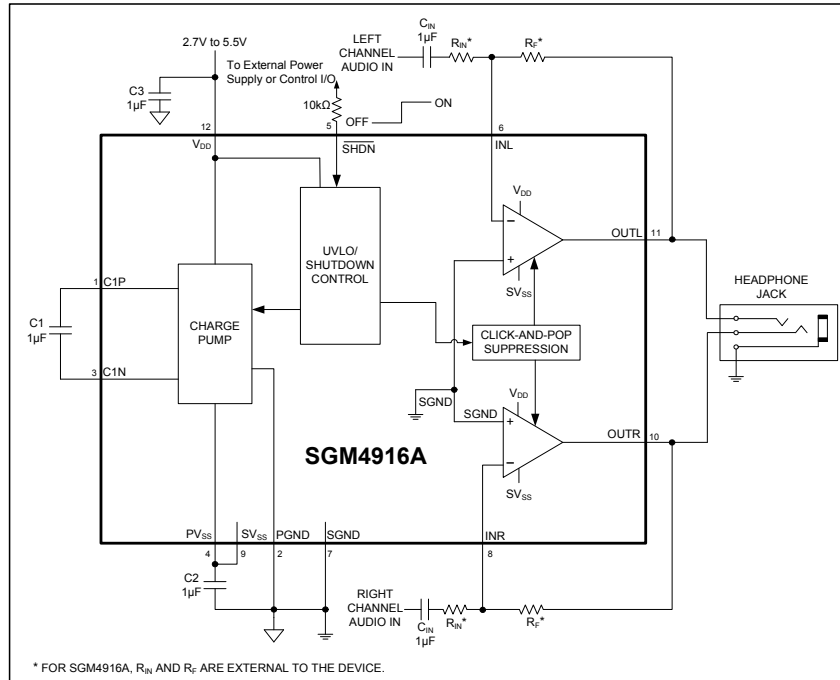 2.7V to 5.5V
To External Power
Supply or Control I/O
C3
1µF
10kΩ
OFF
ON
LEFT
CHANNEL
AUDIO IN
CIN
1µF
RIN*
RF*
12
VDD
5
SHDN
6
INL
UVLO/
SHUTDOWN
CONTROL
VDD
−
+
SVSS
OUTL
11
1
C1P
C1
1µF
3
C1N
CHARGE
PUMP
CLICK-AND-POP
SUPPRESSION
HEADPHONE
JACK
SGND
SGND
VDD
+
−
SVSS
OUTR
10
SGM4916A
PVSS
4
SVSS
9
PGND
2
SGND
7
INR
8
C2
1µF
RIGHT
CHANNEL
AUDIO IN
CIN
1µF
RIN*
RF*
* FOR SGM4916A, RIN AND RF ARE EXTERNAL TO THE DEVICE.